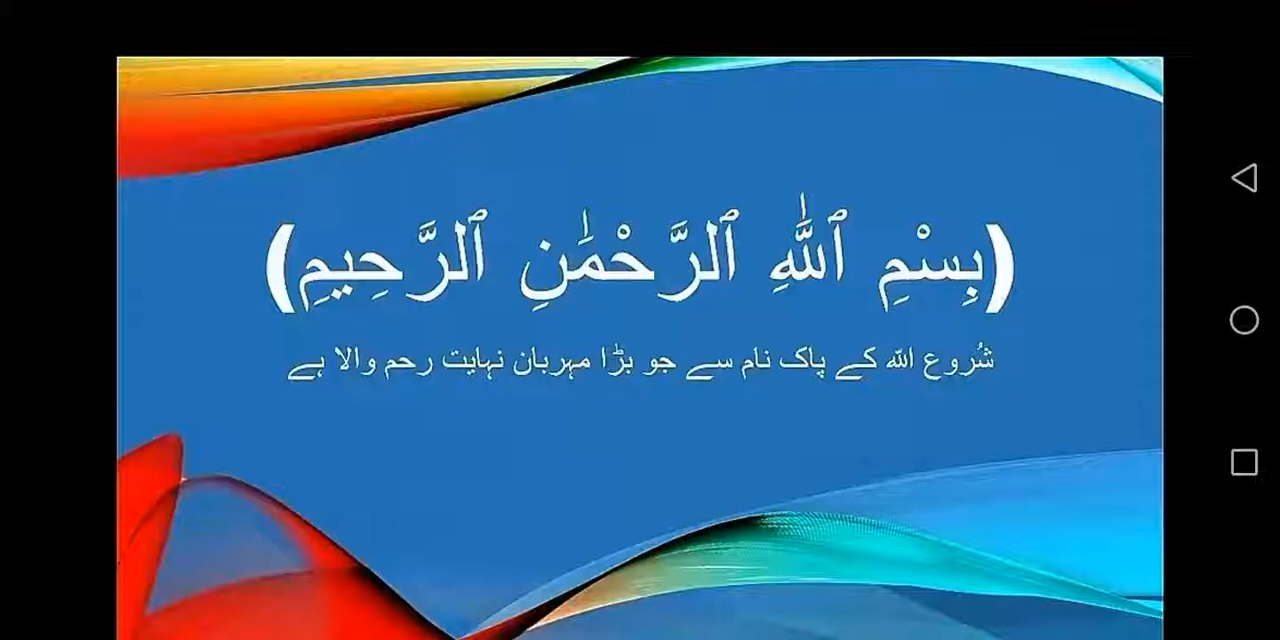 (بِسْمِ ٱللَّهِ ٱلرَّحْمَٰنِ ٱلرَّحِيمِ)
شُروع اللہ کے پاک نام سے جو بڑا مہربان نہایت رحم والا ہے